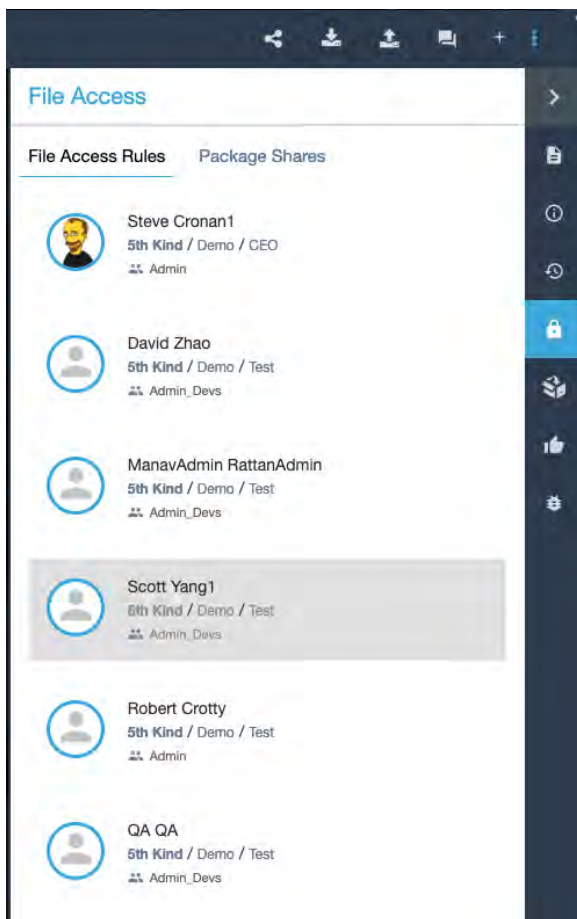 File Access
File Access Rules
Package Shares
Steve Cronan1
5th Kind / Demo / CEO
Admin
David Zhao
5th Kind / Demo / Test
Admin_Devs
ManavAdmin RattanAdmin
5th Kind / Demo / Test
Admin_Devs
Scott Yang1
5th Kind / Demo / Test
Admin_Devs
Robert Crotty
5th Kind / Demo / Test
Admin
QA QA
5th Kind / Demo / Test
Admin_Devs